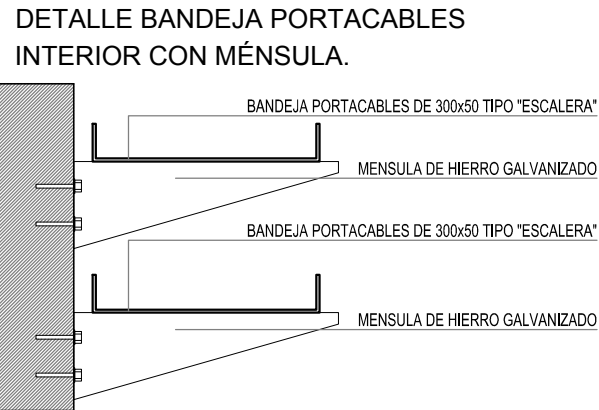 DETALLE BANDEJA PORTACABLES
INTERIOR CON MÉNSULA.
BANDEJA PORTACABLES DE 300x50 TIPO "ESCALERA"
MENSULA DE HIERRO GALVANIZADO
BANDEJA PORTACABLES DE 300x50 TIPO "ESCALERA"
MENSULA DE HIERRO GALVANIZADO